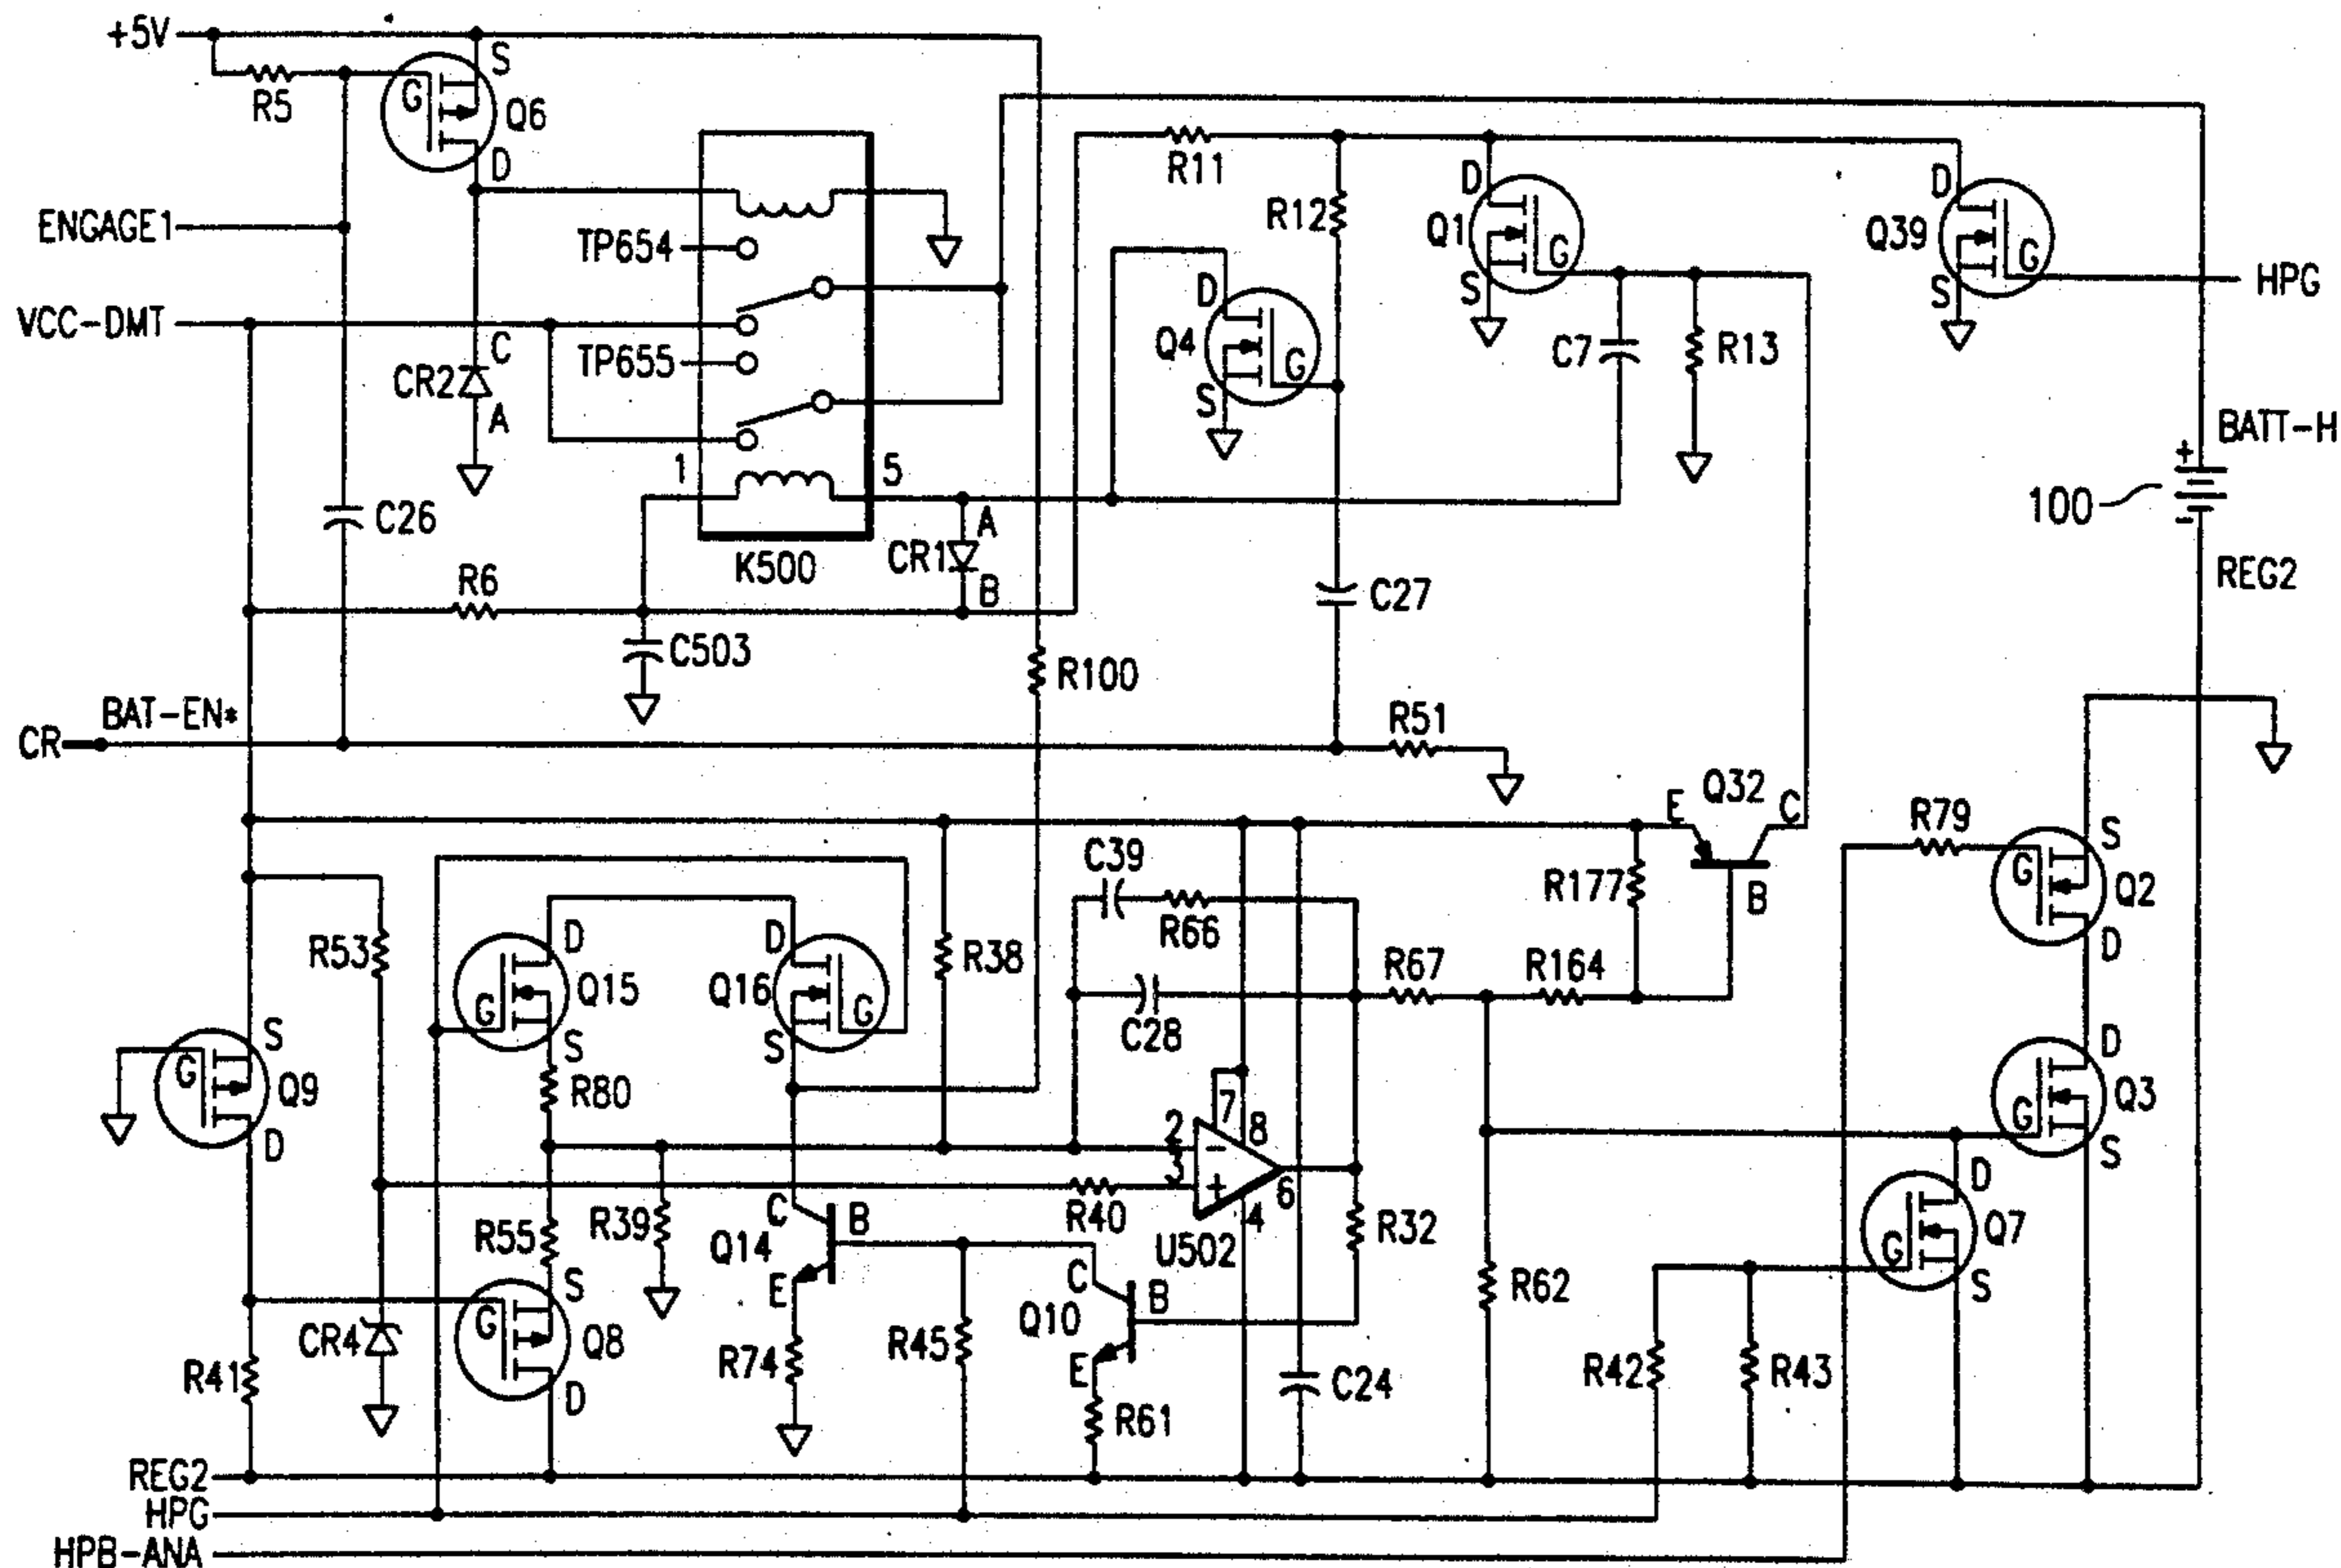 +5V
S
G
R5
Q6
D
R11
D
D
R12
Q1
Q39
ENGAGE1
TP654
G
G
HPG
S
S
D
VCC-DMT
C
TP655
Q4
G
C7
R13
CR2
A
S
BATT-H
1
5
+
100
-
C26
A
CR1
K500
B
R6
C27
REG2
C503
R100
BAT-EN*
R51
CR
E
Q32
C
R79
S
C39
G
Q2
R177
B
R66
D
D
D
R53
R38
R67
R164
Q15
Q16
G
G
C28
S
S
S
D
G
Q9
R80
Q3
G
7
2
8
S
D
-
3
+
6
D
R39
C
B
R40
4
R55
Q14
U502
R32
Q7
G
S
E
C
B
R62
S
G
Q10
CR4
Q8
R45
R41
R74
E
C24
R42
R43
D
R61
REG2
HPG
HPB-ANA